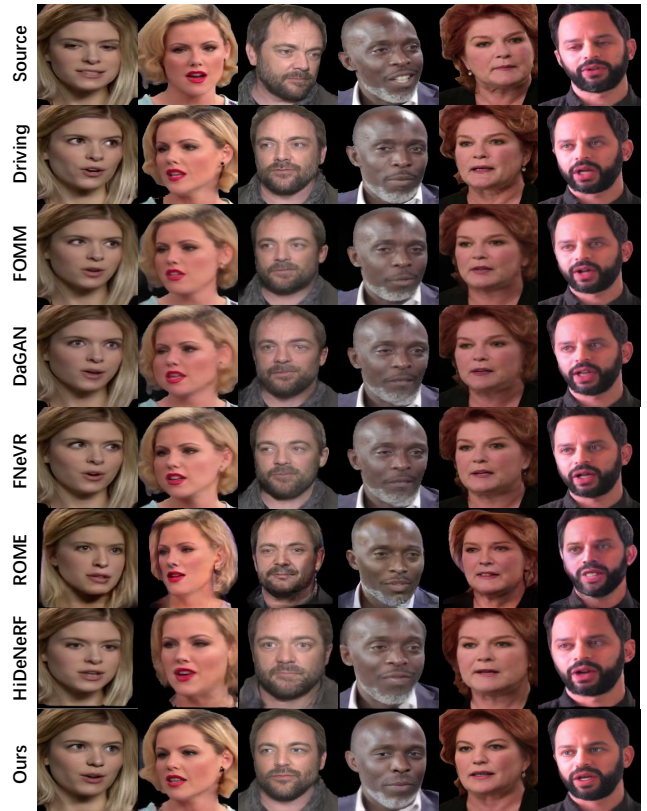 Source
Driving
FOMM
DaGAN
FNeVR
ROME
HiDeNeRF
Ours